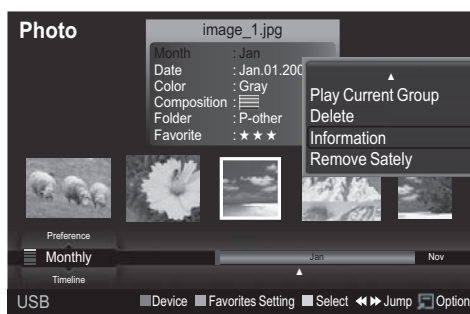 Photo
image_1.jpg
Month : Jan
Date : Jan.01.200
Color : Gray
Composition :
Folder : P-other
Favorite : ★ ★ ★
▲
Play Current Group
Delete
Information
Remove Sately
Preference
Monthly
Timeline
Jan
Nov
▲
USB
Device
Favorites Setting
Select
Jump
Option